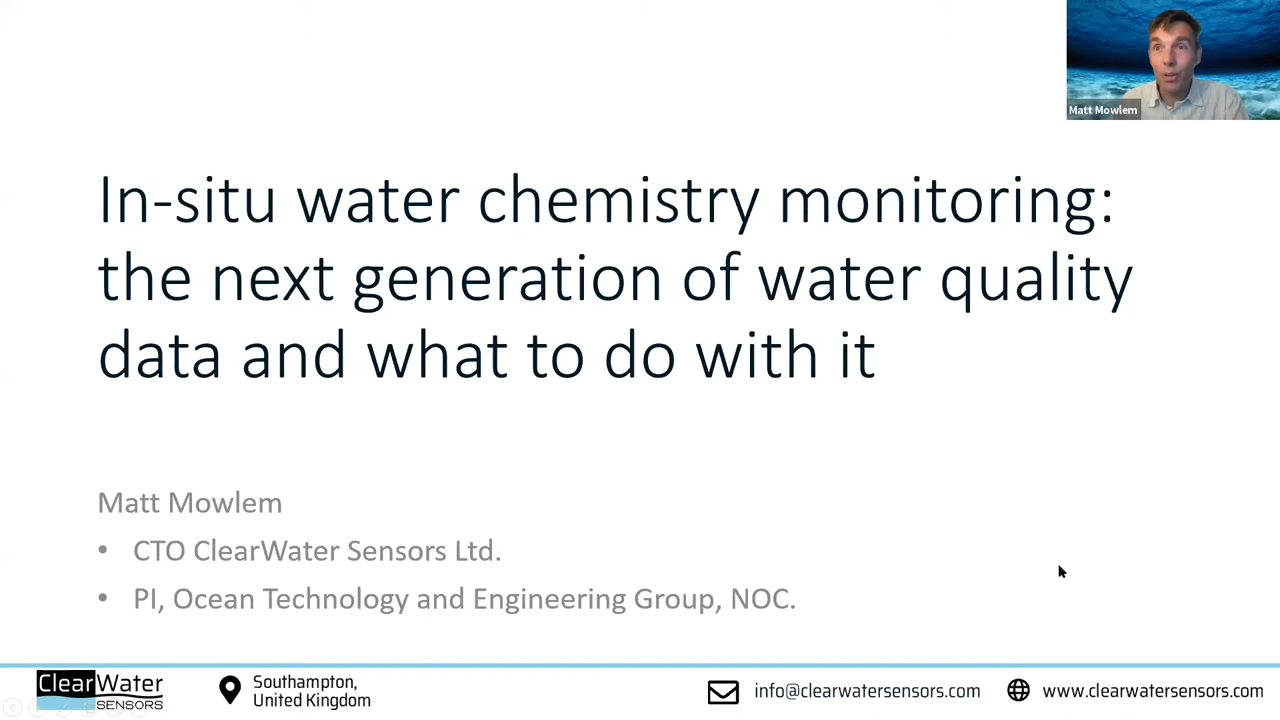 Matt Mowlem
In-situ water chemistry monitoring:
the next generation of water quality
data and what to do with it
Matt Mowlem
• CTO ClearWater Sensors Ltd.
• PI, Ocean Technology and Engineering Group, NOC.
ClearWater
SENSORS
Southampton,
United Kingdom
info@clearwatersensors.com
www.clearwatersensors.com